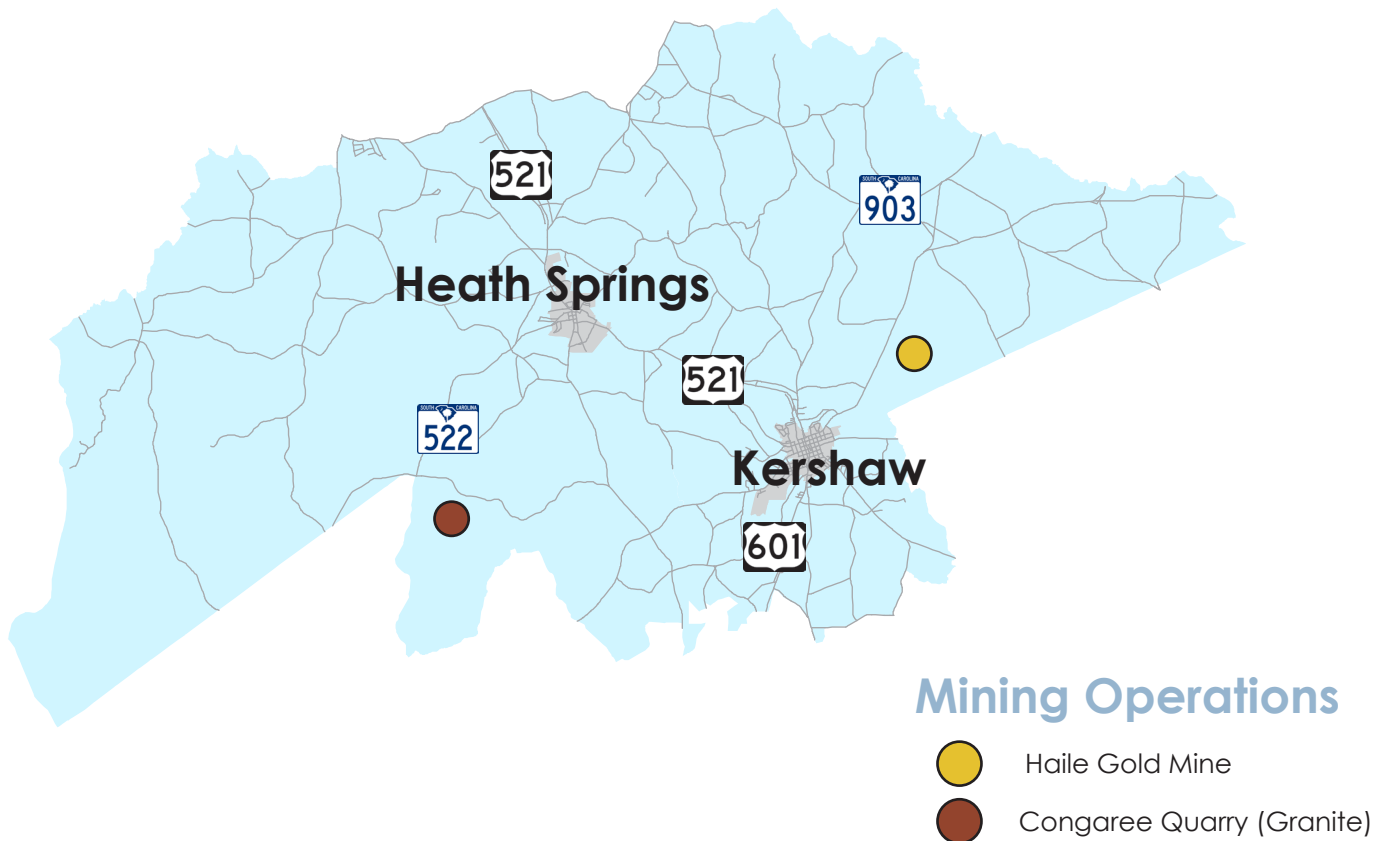 521
SOUTH CAROLINA
903
Heath Springs
521
SOUTH CAROLINA
522
Kershaw
601
Mining Operations
Haile Gold Mine
Congaree Quarry (Granite)